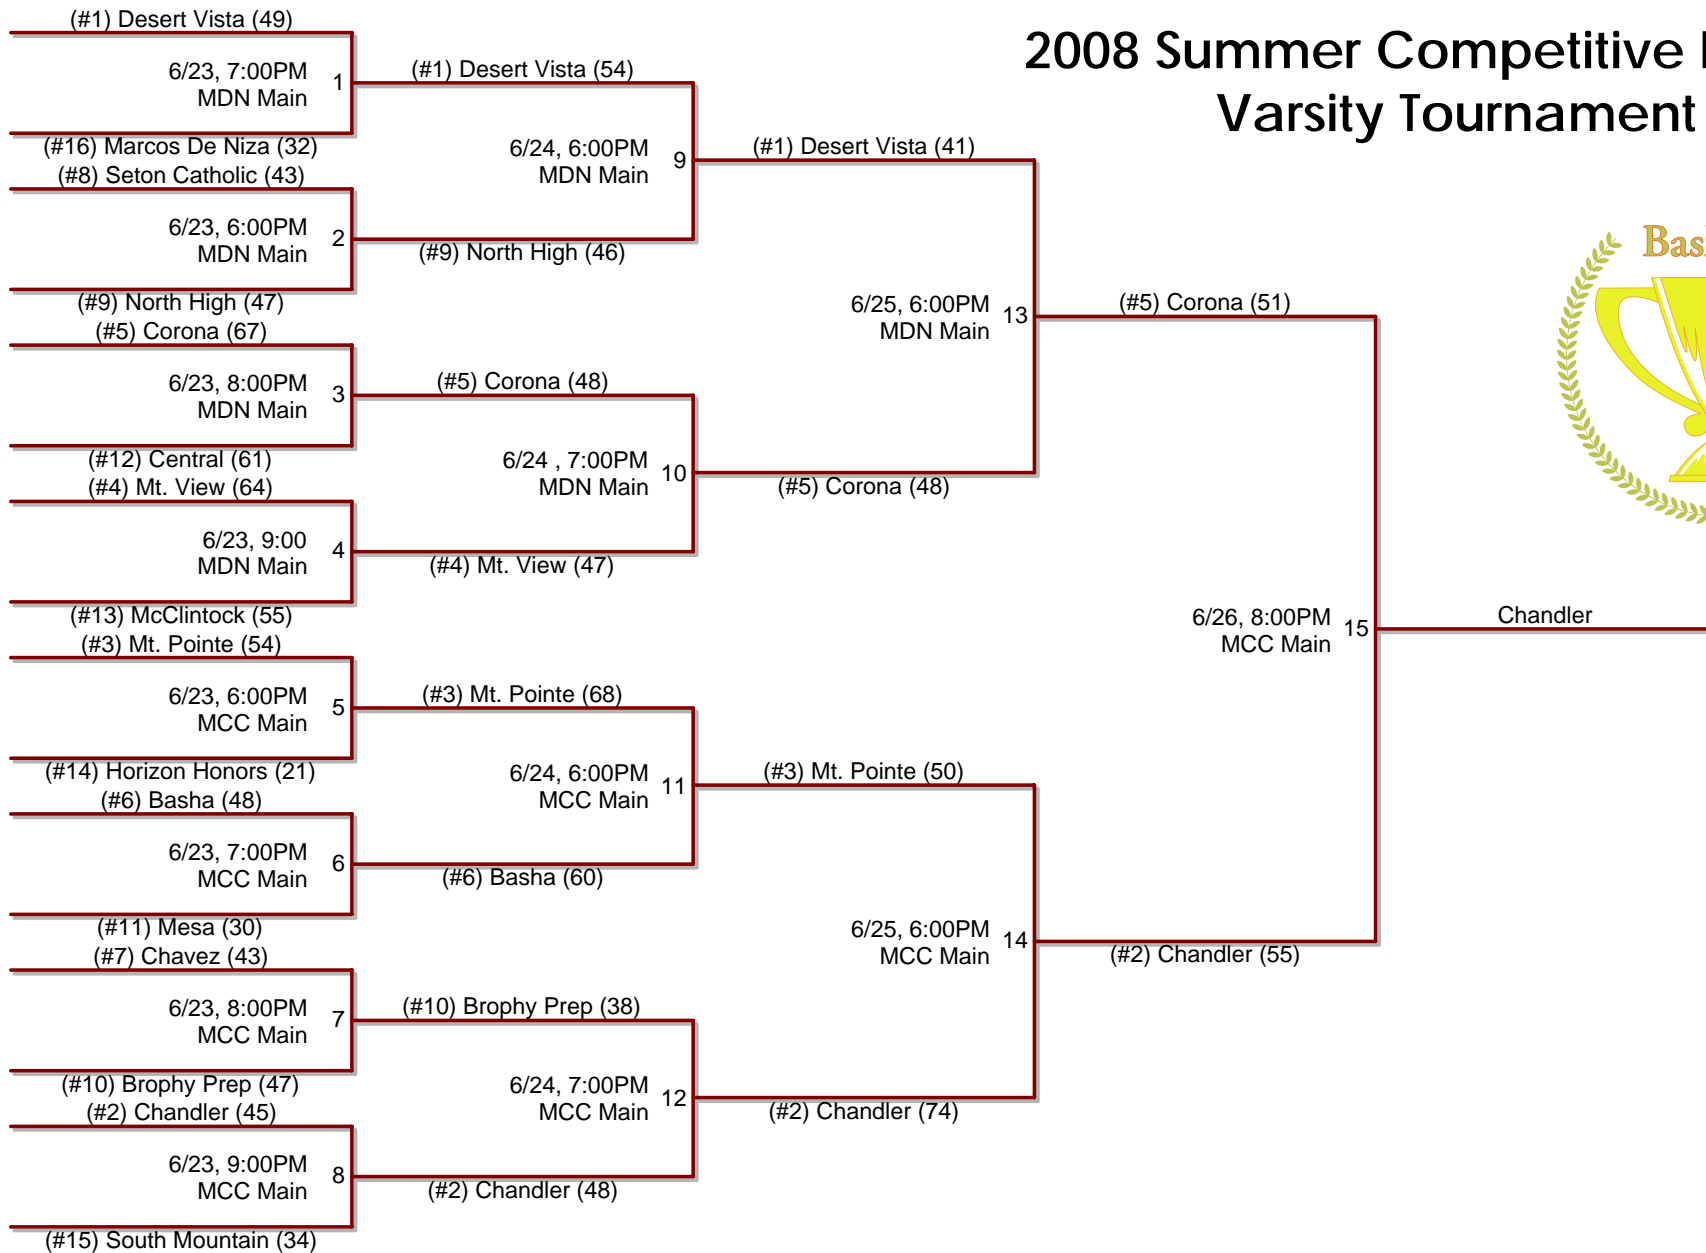 2008 Summer Competitive
Varsity Tournament
(#1) Desert Vista (49)
6/23, 7:00PM 1
MDN Main
(#16) Marcos De Niza (32)
(#8) Seton Catholic (43)
6/23, 6:00PM 2
MDN Main
(#9) North High (47)
(#5) Corona (67)
6/23, 8:00PM 3
MDN Main
(#12) Central (61)
(#4) Mt. View (64)
6/23, 9:00 4
MDN Main
(#13) McClintock (55)
(#3) Mt. Pointe (54)
6/23, 6:00PM 5
MCC Main
(#14) Horizon Honors (21)
(#6) Basha (48)
6/23, 7:00PM 6
MCC Main
(#11) Mesa (30)
(#7) Chavez (43)
6/23, 8:00PM 7
MCC Main
(#10) Brophy Prep (47)
(#2) Chandler (45)
6/23, 9:00PM 8
MCC Main
(#15) South Mountain (34)
(#1) Desert Vista (54)
6/24, 6:00PM 9
MDN Main
(#9) North High (46)
(#5) Corona (48)
6/24 , 7:00PM 10
MDN Main
(#4) Mt. View (47)
(#3) Mt. Pointe (68)
6/24, 6:00PM 11
MCC Main
(#6) Basha (60)
(#10) Brophy Prep (38)
6/24, 7:00PM 12
MCC Main
(#2) Chandler (48)
(#1) Desert Vista (41)
6/25, 6:00PM 13
MDN Main
(#5) Corona (48)
(#3) Mt. Pointe (50)
6/25, 6:00PM 14
MCC Main
(#2) Chandler (74)
(#5) Corona (51)
6/26, 8:00PM 15
MCC Main
(#2) Chandler (55)
Chandler
Bas